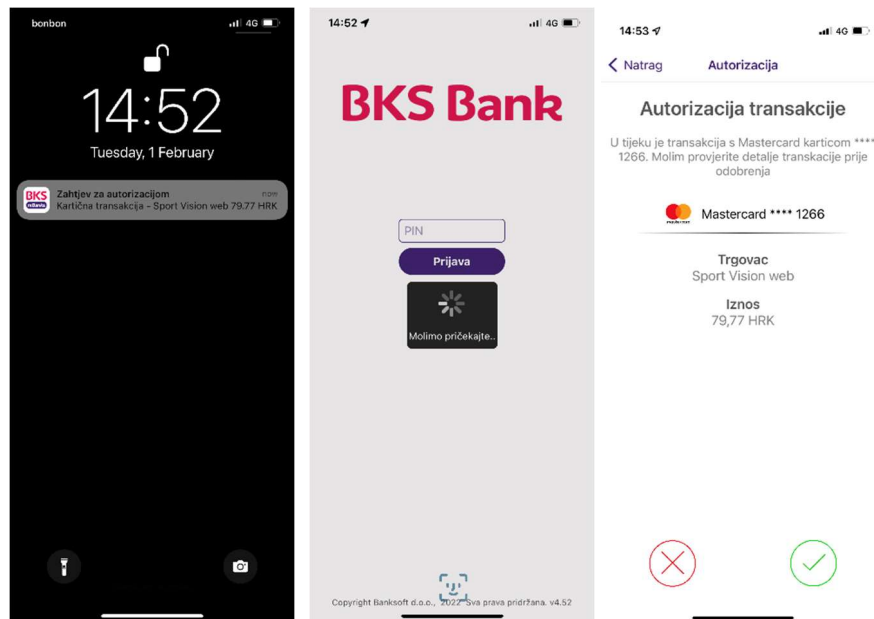 bonbon
4G
14:52
Tuesday, 1 February
BKS
mBanka
Zahtjev za autorizacijom
now
Kartična transakcija - Sport Vision web 79.77 HRK
14:52
4G
BKS Bank
PIN
Prijava
Molimo pričekajte..
Copyright Banksoft d.o.o., 2022 Sva prava pridržana. v4.52
14:53
4G
Natrag
Autorizacija
Autorizacija transakcije
U tijeku je transakcija s Mastercard karticom ****
1266. Molim provjerite detalje transkacije prije
odobrenja
mastercard
Mastercard **** 1266
Trgovac
Sport Vision web
Iznos
79,77 HRK